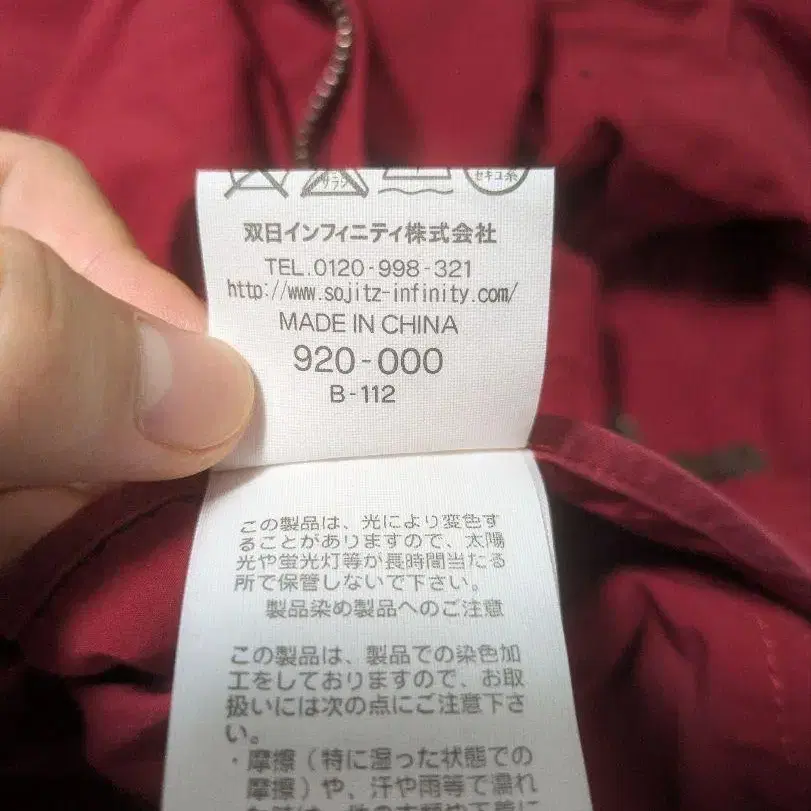 サラシ
セキユ系
双日インフィニティ株式会社
TEL.0120-998-321
http://www.sojitz-infinity.com/
MADE IN CHINA
920-000
B-112
この製品は、光により変色す
ることがありますので、太陽
光や蛍光灯等が長時間当たる
所で保管しないで下さい。
製品染め製品へのご注意
この製品は、製品での染色加
工をしておりますので、お取
扱いには次の点にご注意下さ
い。
・摩擦（特に湿った状態での
摩擦）や、汗や雨等で濡れ